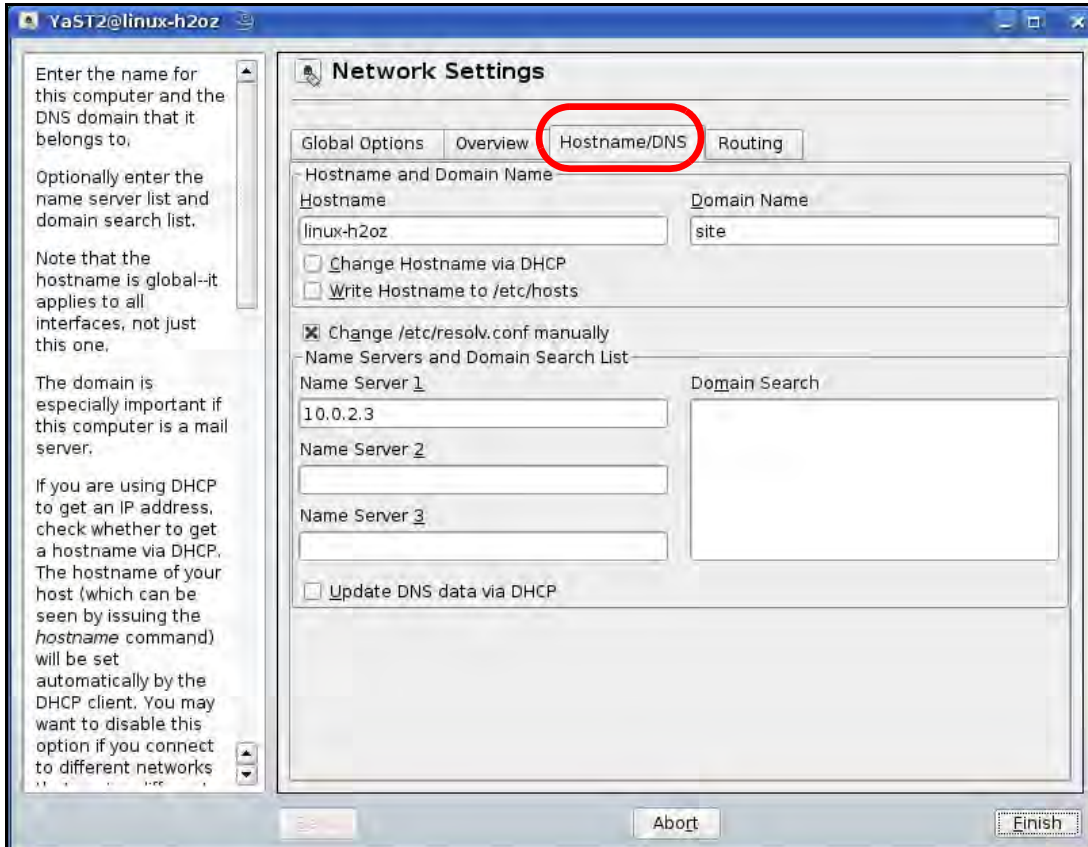 YaST2@linux-h2oz
Enter the name for
this computer and the
DNS domain that it
belongs to.
Optionally enter the
name server list and
domain search list.
Note that the
hostname is global--it
applies to all
interfaces, not just
this one.
The domain is
especially important if
this computer is a mail
server.
If you are using DHCP
to get an IP address,
check whether to get
a hostname via DHCP.
The hostname of your
host (which can be
seen by issuing the
hostname command)
will be set
automatically by the
DHCP client. You may
want to disable this
option if you connect
to different networks
Network Settings
Global Options
Overview
Hostname/DNS
Routing
Hostname and Domain Name
Hostname
Domain Name
linux-h2oz
site
Change Hostname via DHCP
Write Hostname to /etc/hosts
Change /etc/resolv.conf manually
Name Servers and Domain Search List
Name Server 1
Domain Search
10.0.2.3
Name Server 2
Name Server 3
Update DNS data via DHCP
Abort
Finish